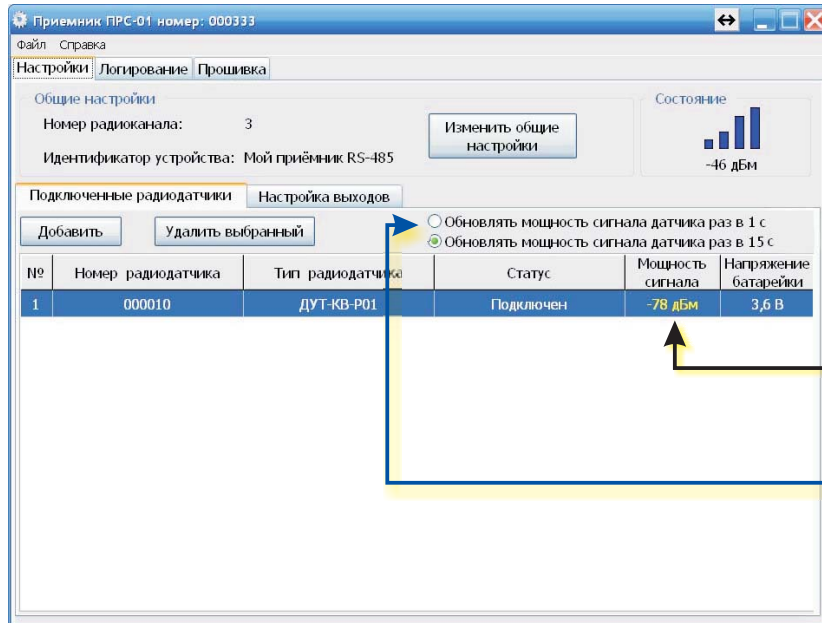 Приемник ПРС-01 номер: 000333
Файл Справка
Настройки Логирование Прошивка
Общие настройки
Состояние
Номер радиоканала: 3
Изменить общие
настройки
Идентификатор устройства: Мой приёмник RS-485
-46 дБм
Подключенные радиодатчики Настройка выходов
Добавить Удалить выбранный
Обновлять мощность сигнала датчика раз в 1 с
Обновлять мощность сигнала датчика раз в 15 с
№ Номер радиодатчика Тип радиодатчика Статус Мощность сигнала Напряжение батарейки
1 000010 ДУТ-КВ-Р01 Подключен -78 дБм 3,6 В